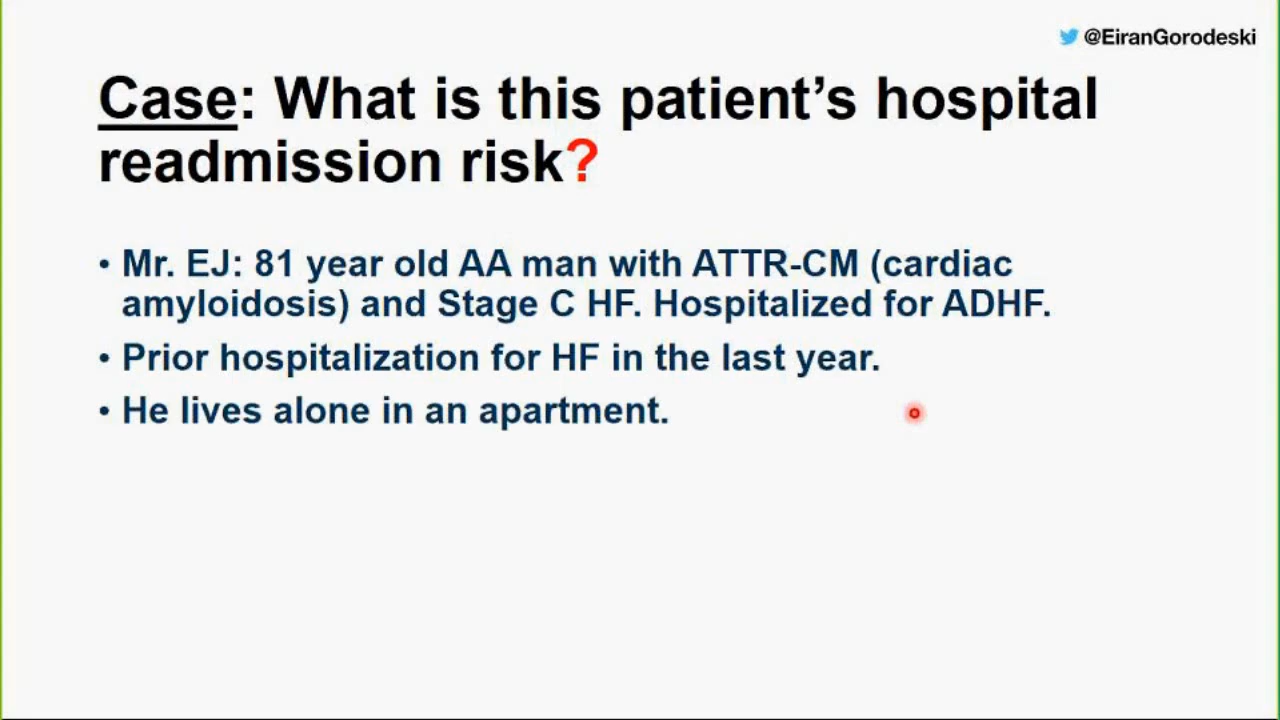 @EiranGorodeski
Case: What is this patient’s hospital
readmission risk?
• Mr. EJ: 81 year old AA man with ATTR-CM (cardiac
amyloidosis) and Stage C HF. Hospitalized for ADHF.
• Prior hospitalization for HF in the last year.
• He lives alone in an apartment.